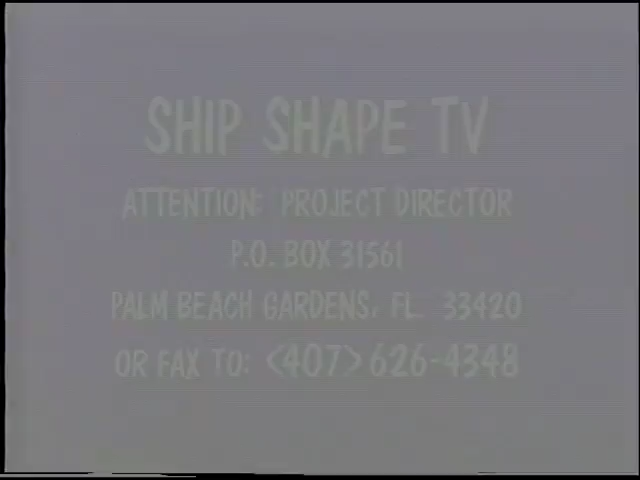 SHIP SHAPE TV
ATTENTION: PROJECT DIRECTOR
P.O. BOX 31561
PALM BEACH GARDENS, FL 33420
OR FAX TO: <407> 626-4348